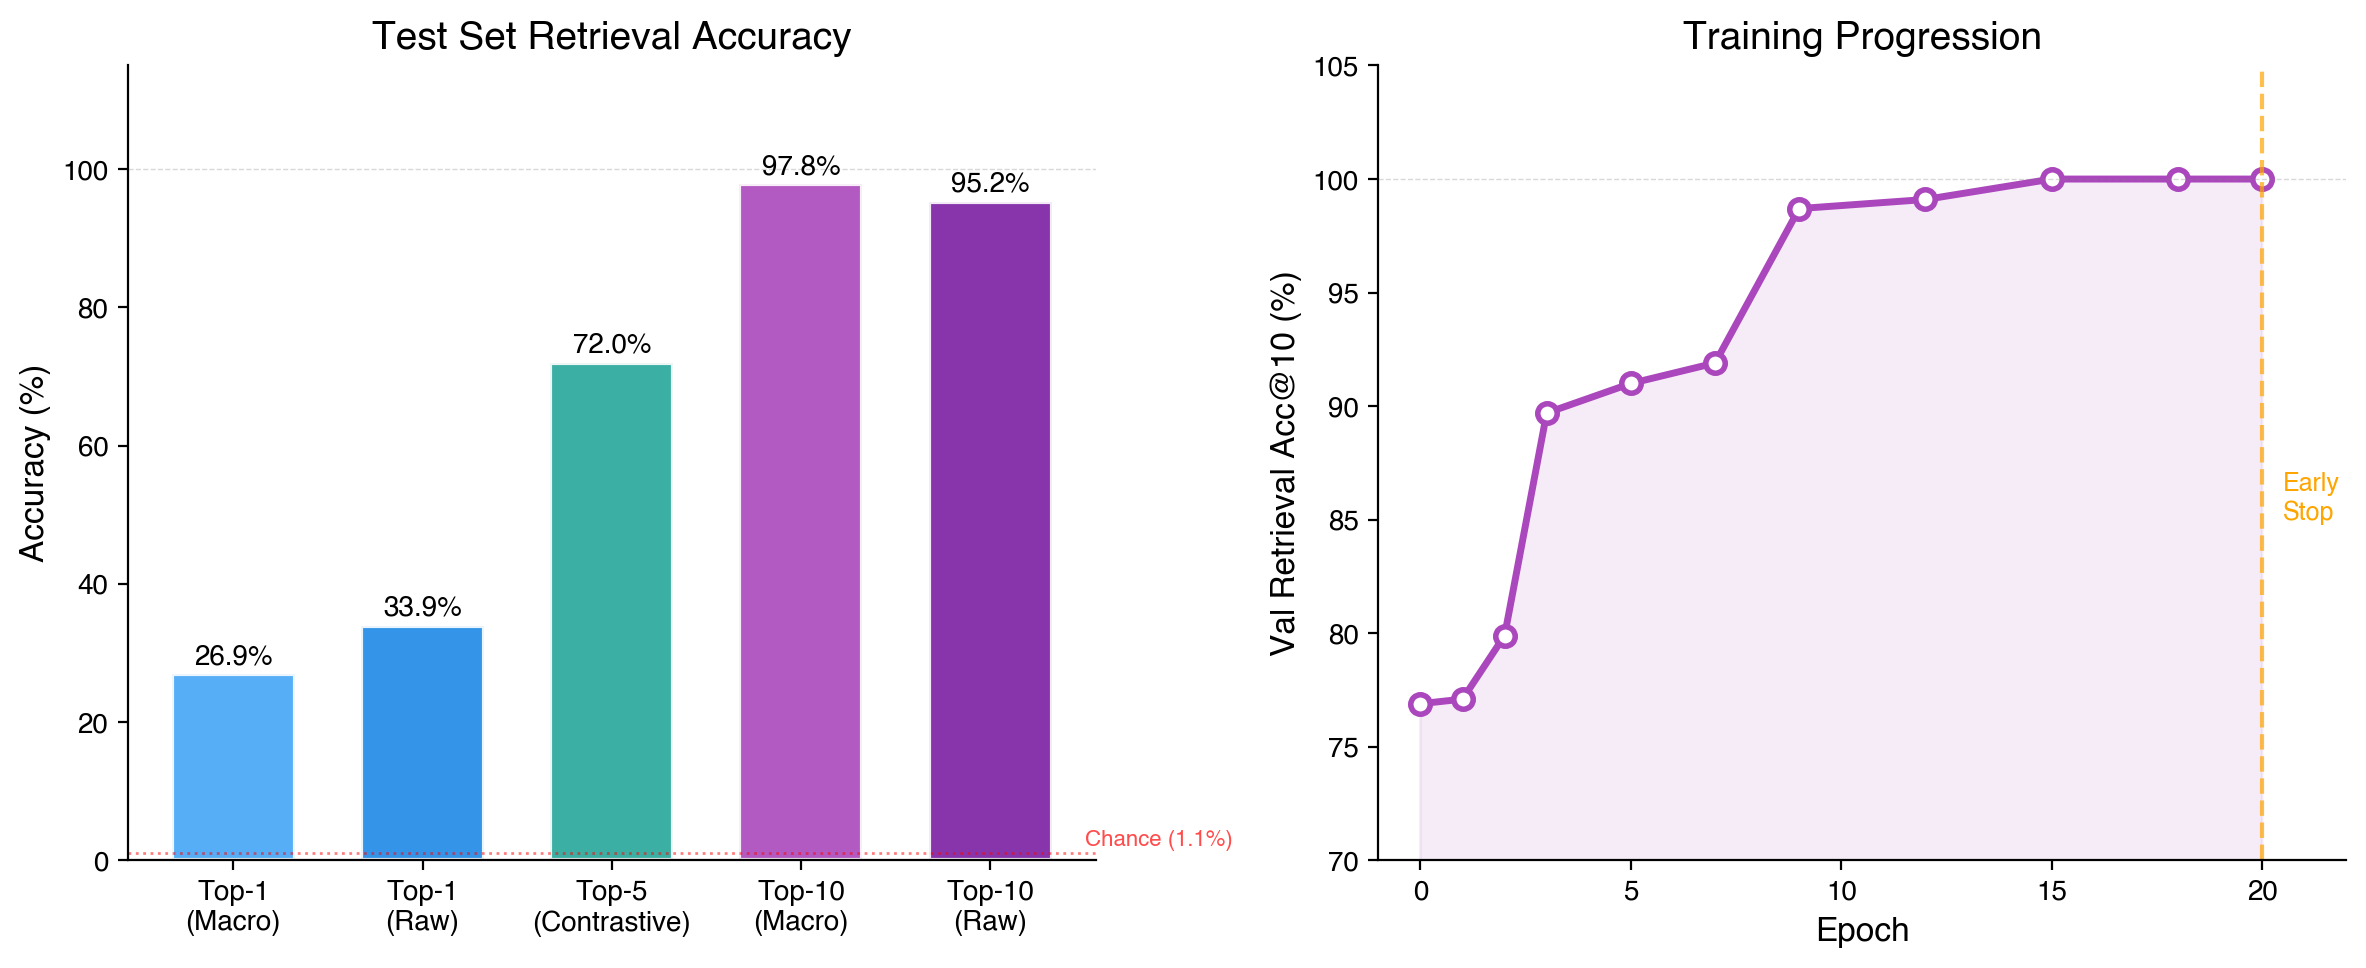 Test Set Retrieval Accuracy
Accuracy (%)
100
80
60
40
20
0
26.9%
33.9%
72.0%
97.8%
95.2%
Chance (1.1%)
Top-1
(Macro)
Top-1
(Raw)
Top-5
(Contrastive)
Top-10
(Macro)
Top-10
(Raw)
Training Progression
Val Retrieval Acc@10 (%)
105
100
95
90
85
80
75
70
Early
Stop
0
5
10
15
20
Epoch